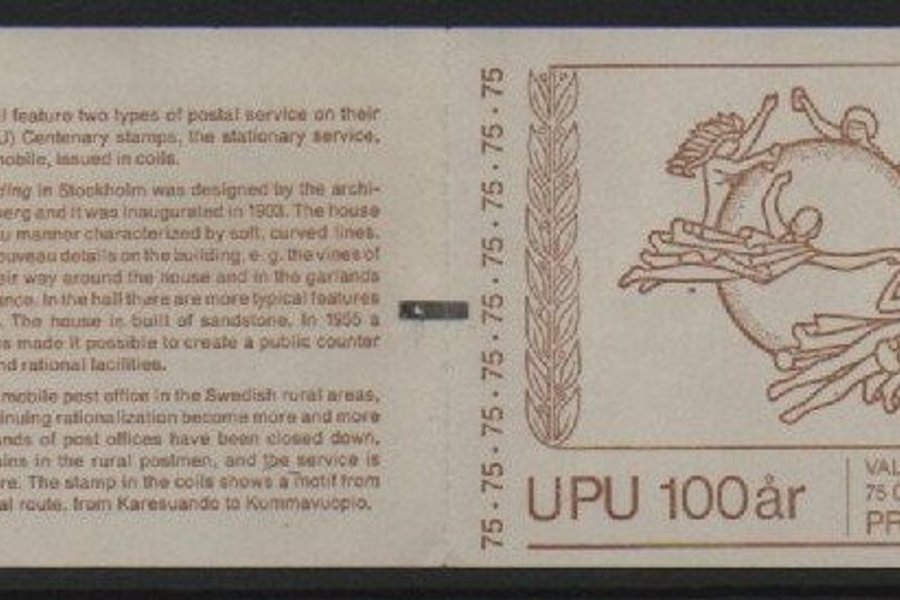 feature two types of postal service on their
U) Centenary stamps, the stationary service,
mobile, issued in coils.
ding in Stockholm was designed by the archi-
berg and it was inaugurated in 1903. The house
u manner characterized by soft, curved lines.
ouveau details on the building, e. g. the vines of
eir way around the house and in the garlands
ence. In the hall there are more typical features
. The house is built of sandstone. In 1955 a
s made it possible to create a public counter
nd rational facilities.
mobile post office in the Swedish rural areas,
tinuing rationalization become more and more
ands of post offices have been closed down,
ains in the rural postmen, and the service is
re. The stamp in the coils shows a motif from
al route, from Karesuando to Kummavuopio.
75 · 75 · 75 · 75 · 75 · 75 · 75 · 75 · 75
UPU 100 år
VAL
75
PR